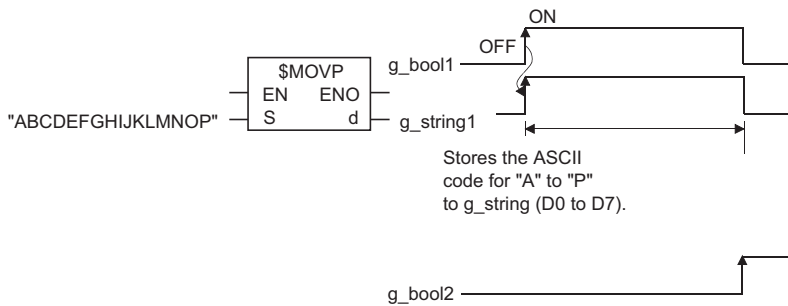 ON
OFF
$MOVP
g_bool1
EN ENO
"ABCDEFGHIJKLMNOP" S d g_string1
Stores the ASCII
code for "A" to "P"
to g_string (D0 to D7).
g_bool2